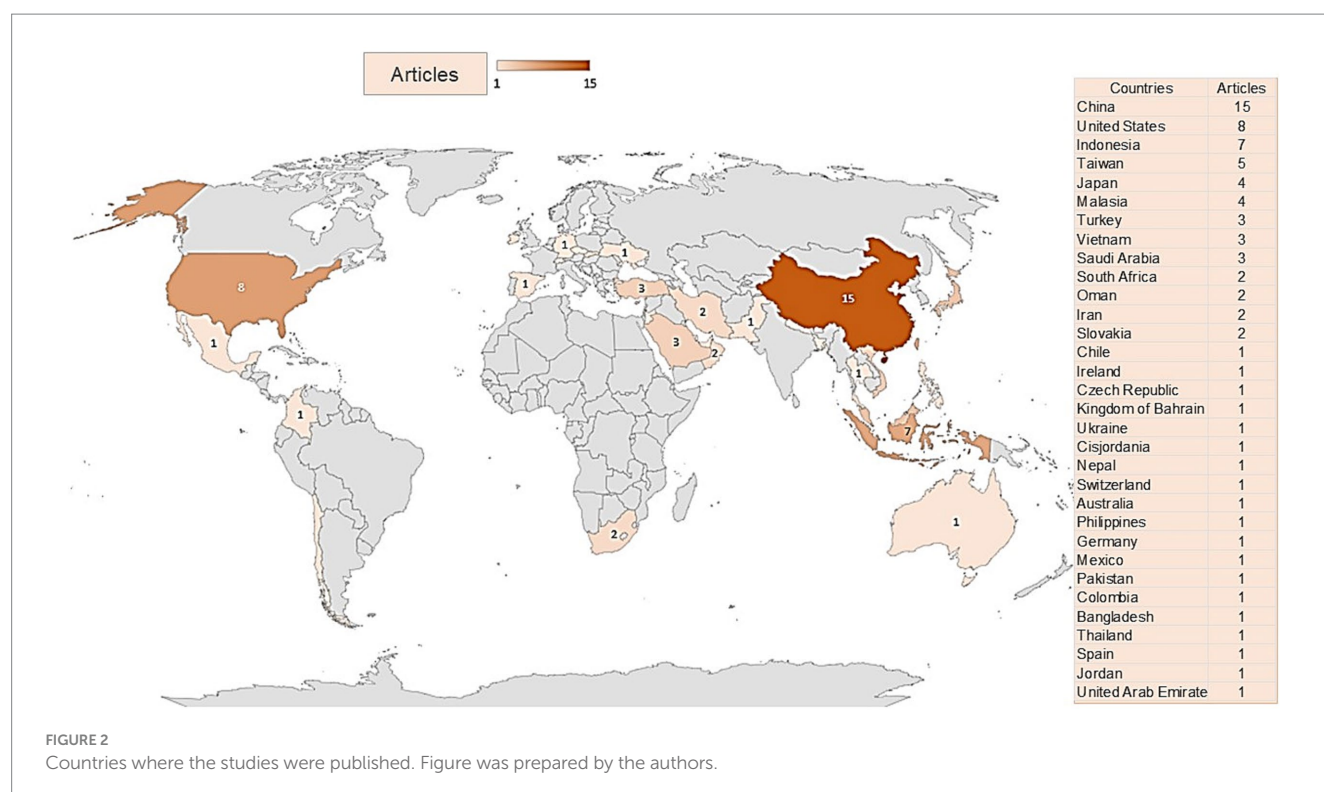 Articles
1 15
8
1
1
1
1
1
3
2
1
3
2
15
1
7
2
1
Countries Articles
China 15
United States 8
Indonesia 7
Taiwan 5
Japan 4
Malasia 4
Turkey 3
Vietnam 3
Saudi Arabia 3
South Africa 2
Oman 2
Iran 2
Slovakia 2
Chile 1
Ireland 1
Czech Republic 1
Kingdom of Bahrain 1
Ukraine 1
Cisjordania 1
Nepal 1
Switzerland 1
Australia 1
Philippines 1
Germany 1
Mexico 1
Pakistan 1
Colombia 1
Bangladesh 1
Thailand 1
Spain 1
Jordan 1
United Arab Emirate 1
FIGURE 2
Countries where the studies were published. Figure was prepared by the authors.